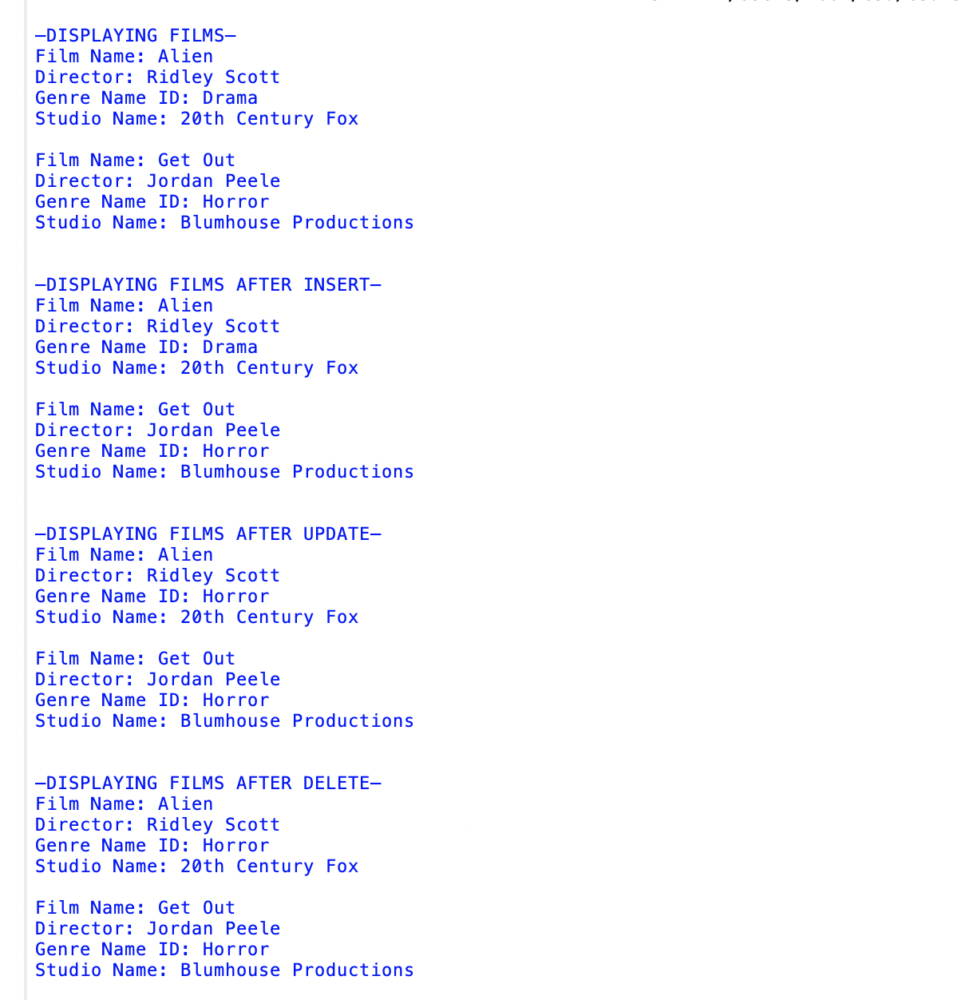 —DISPLAYING FILMS—
Film Name: Alien
Director: Ridley Scott
Genre Name ID: Drama
Studio Name: 20th Century Fox
Film Name: Get Out
Director: Jordan Peele
Genre Name ID: Horror
Studio Name: Blumhouse Productions
—DISPLAYING FILMS AFTER INSERT—
Film Name: Alien
Director: Ridley Scott
Genre Name ID: Drama
Studio Name: 20th Century Fox
Film Name: Get Out
Director: Jordan Peele
Genre Name ID: Horror
Studio Name: Blumhouse Productions
—DISPLAYING FILMS AFTER UPDATE—
Film Name: Alien
Director: Ridley Scott
Genre Name ID: Horror
Studio Name: 20th Century Fox
Film Name: Get Out
Director: Jordan Peele
Genre Name ID: Horror
Studio Name: Blumhouse Productions
—DISPLAYING FILMS AFTER DELETE—
Film Name: Alien
Director: Ridley Scott
Genre Name ID: Horror
Studio Name: 20th Century Fox
Film Name: Get Out
Director: Jordan Peele
Genre Name ID: Horror
Studio Name: Blumhouse Productions